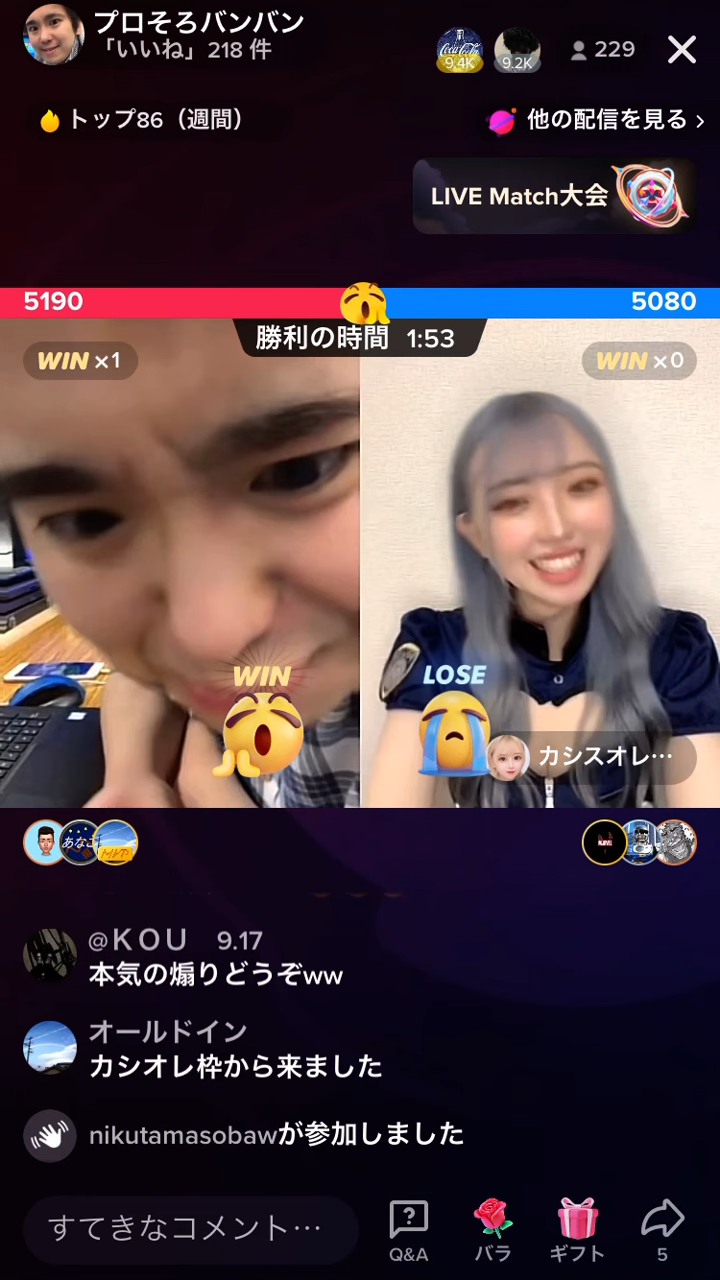 プロそろバンバン
「いいね」218 件
9.4K
9.2K
229
トップ86（週間）
他の配信を見る
LIVE Match大会
5190
5080
勝利の時間 1:53
WIN ×1
WIN ×0
WIN
LOSE
カシスオレ…
@ＫＯＵ　9.17
本気の煽りどうぞww
オールドイン
カシオレ枠から来ました
nikutamasobawが参加しました
すてきなコメント…
Q&A
バラ
ギフト
5